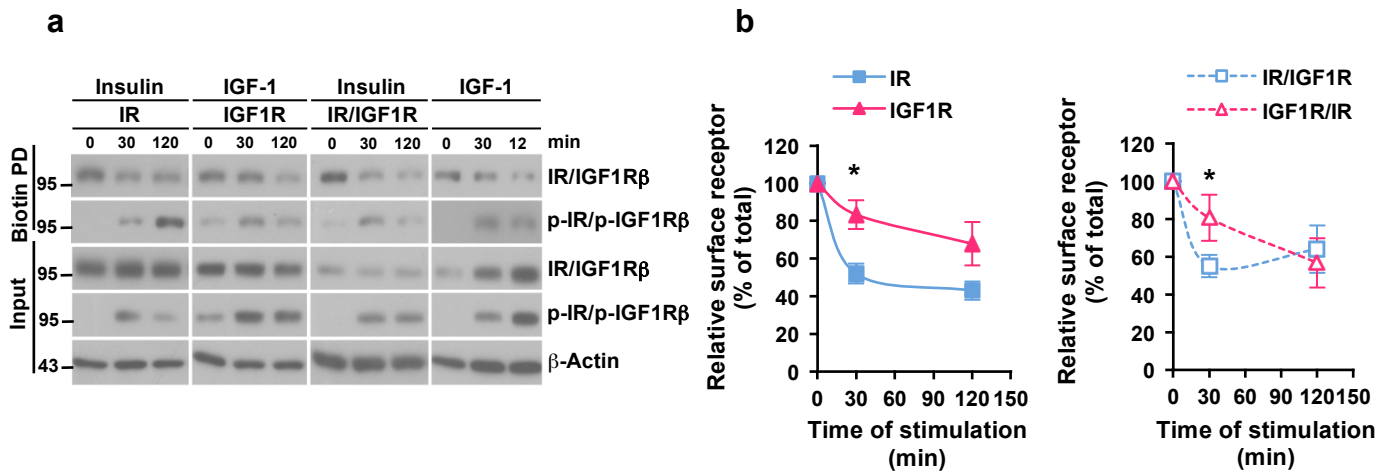 a
Insulin IGF-1 Insulin IGF-1
IR IGF1R IR/IGF1R
0 30 120 0 30 120 0 30 120 0 30 12 min
Biotin PD
95 IR/IGF1Rβ
95 p-IR/p-IGF1Rβ
Input
95 IR/IGF1Rβ
95 p-IR/p-IGF1Rβ
43 β-Actin
b
IR
IGF1R
Relative surface receptor
(% of total)
120
100
80
60
40
20
0
*
0 30 60 90 120 150
Time of stimulation
(min)
IR/IGF1R
IGF1R/IR
Relative surface receptor
(% of total)
120
100
80
60
40
20
0
*
0 30 60 90 120 150
Time of stimulation
(min)